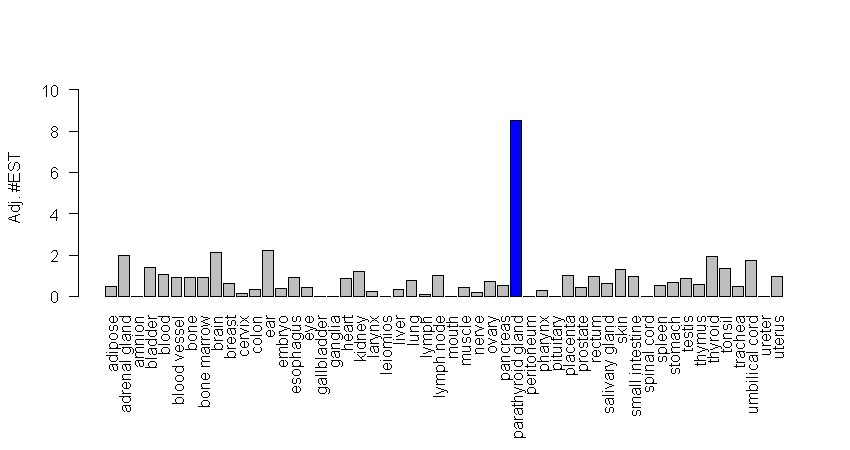 10
8
6
4
2
0
Adj. #EST
adipose
adrenal gland
amnion
bladder
blood
blood vessel
bone
bone marrow
brain
breast
cervix
colon
ear
embryo
esophagus
eye
gallbladder
ganglia
heart
kidney
larynx
leiomios
liver
lung
lymph
lymph node
mouth
muscle
nerve
ovary
pancreas
parathyroid gland
peritoneum
pharynx
pituitary
placenta
prostate
rectum
salivary gland
skin
small intestine
spinal cord
spleen
stomach
testis
thymus
thyroid
tonsil
trachea
umbilical cord
ureter
uterus